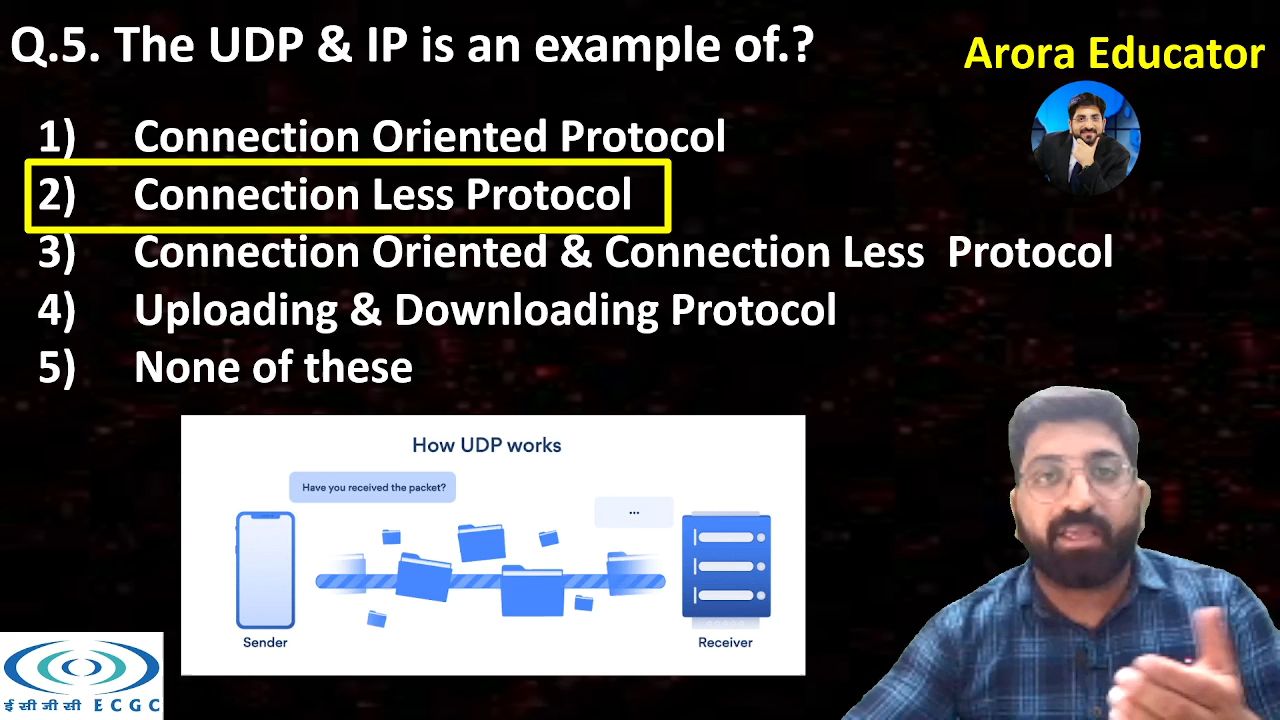 Q.5. The UDP & IP is an example of.?
Arora Educator
1) Connection Oriented Protocol
2) Connection Less Protocol
3) Connection Oriented & Connection Less Protocol
4) Uploading & Downloading Protocol
5) None of these
How UDP works
Have you received the packet?
...
Sender
Receiver
ई सी जी सी E C G C